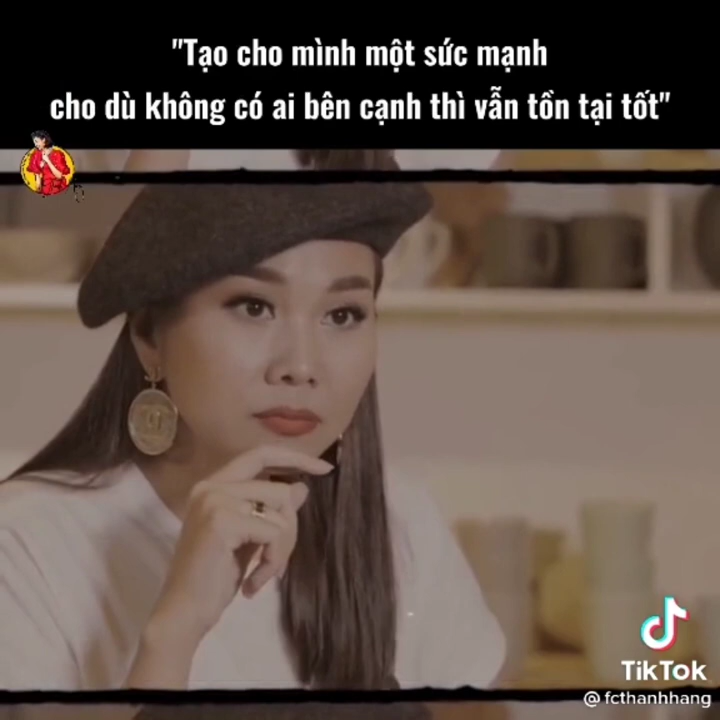 "Tạo cho mình một sức mạnh
cho dù không có ai bên cạnh thì vẫn tồn tại tốt"
TikTok
@fcthanhhang